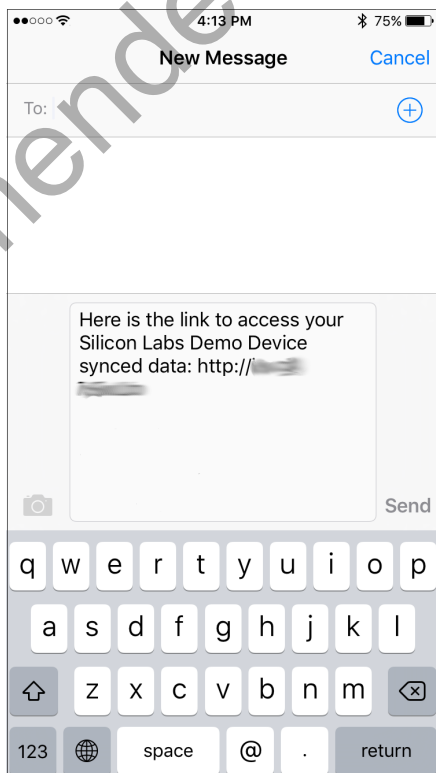 4:13 PM
75%
New Message
Cancel
To:
Here is the link to access your
Silicon Labs Demo Device
synced data: http://
Send
q w e r t y u i o p
a s d f g h j k l
z x c v b n m
123 space @ . return